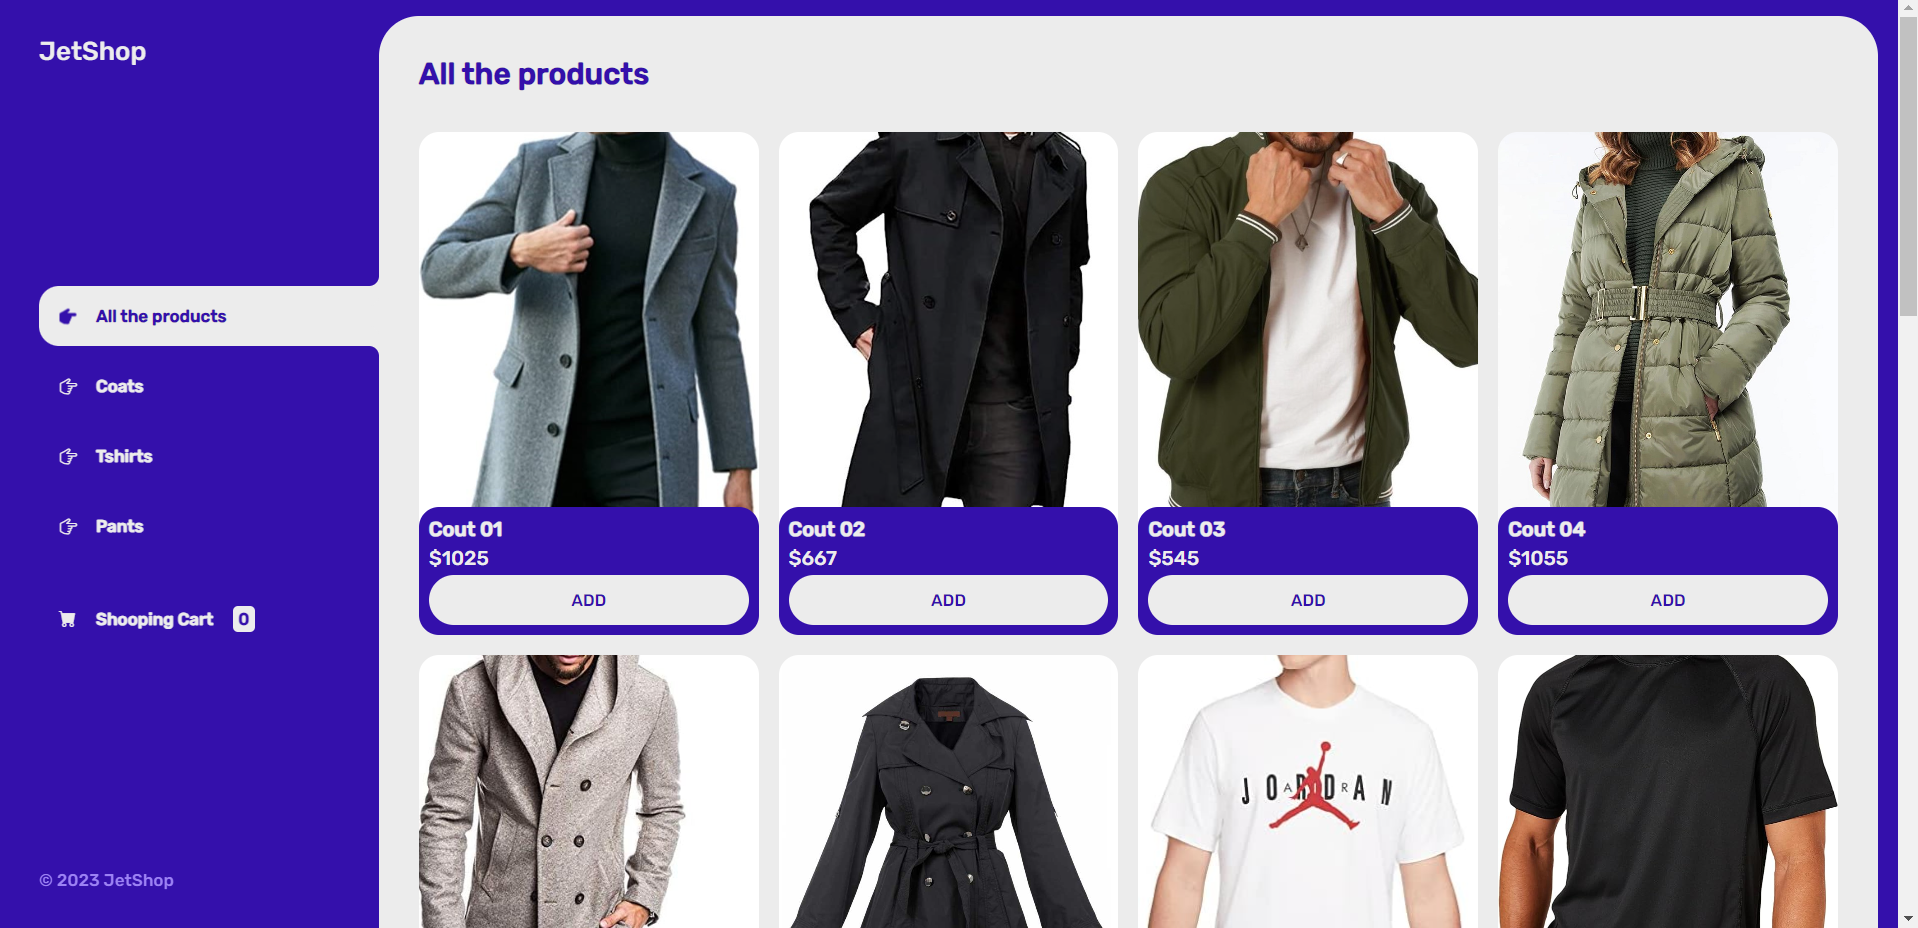 JetShop
All the products
Coats
Tshirts
Pants
Shooping Cart 0
© 2023 JetShop
All the products
Cout 01
$1025
ADD
Cout 02
$667
ADD
Cout 03
$545
ADD
Cout 04
$1055
ADD
JORDAN
AIR